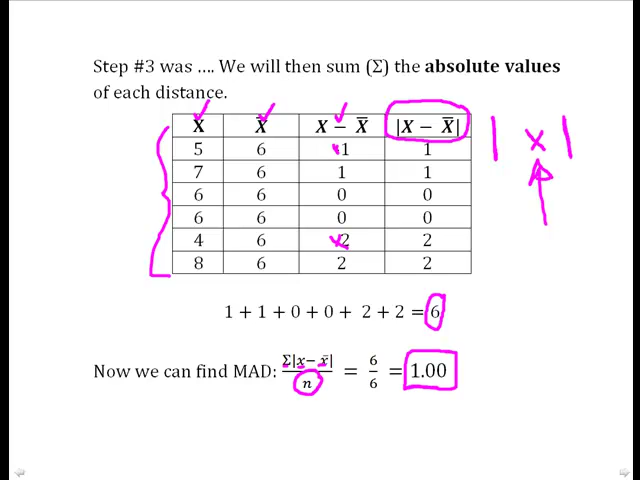 Step #3 was .... We will then sum (Σ) the absolute values
of each distance.
X X̄ X − X̄ |X − X̄|
5 6 1 1
7 6 1 1
6 6 0 0
6 6 0 0
4 6 2 2
8 6 2 2
| x |
1 + 1 + 0 + 0 + 2 + 2 = 6
Now we can find MAD: Σ|x− x̄| / n = 6/6 = 1.00